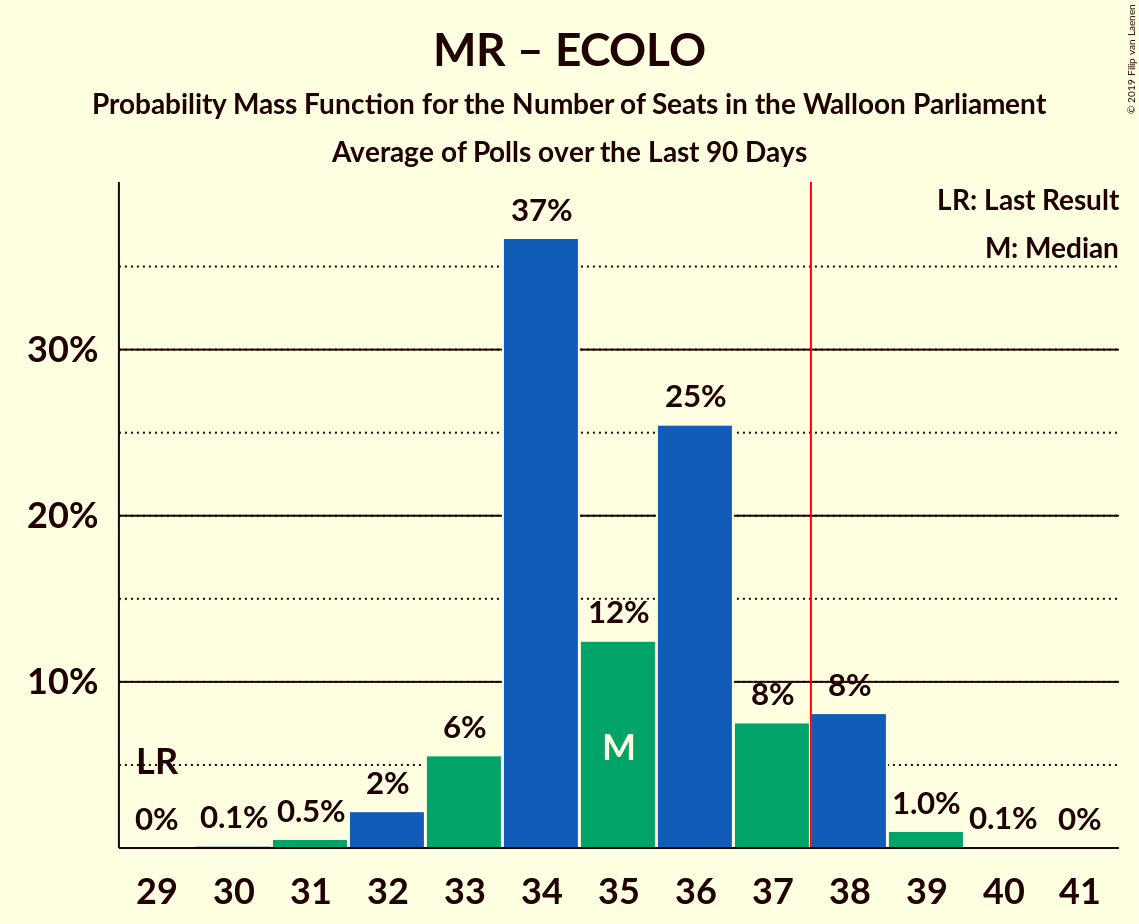 MR – ECOLO
Probability Mass Function for the Number of Seats in the Walloon Parliament
Average of Polls over the Last 90 Days
© 2019 Filip van Laenen
LR: Last Result
M: Median
30%
20%
10%
LR
0%
0.1%
0.5%
2%
6%
37%
12%
M
25%
8%
8%
1.0%
0.1%
0%
29 30 31 32 33 34 35 36 37 38 39 40 41